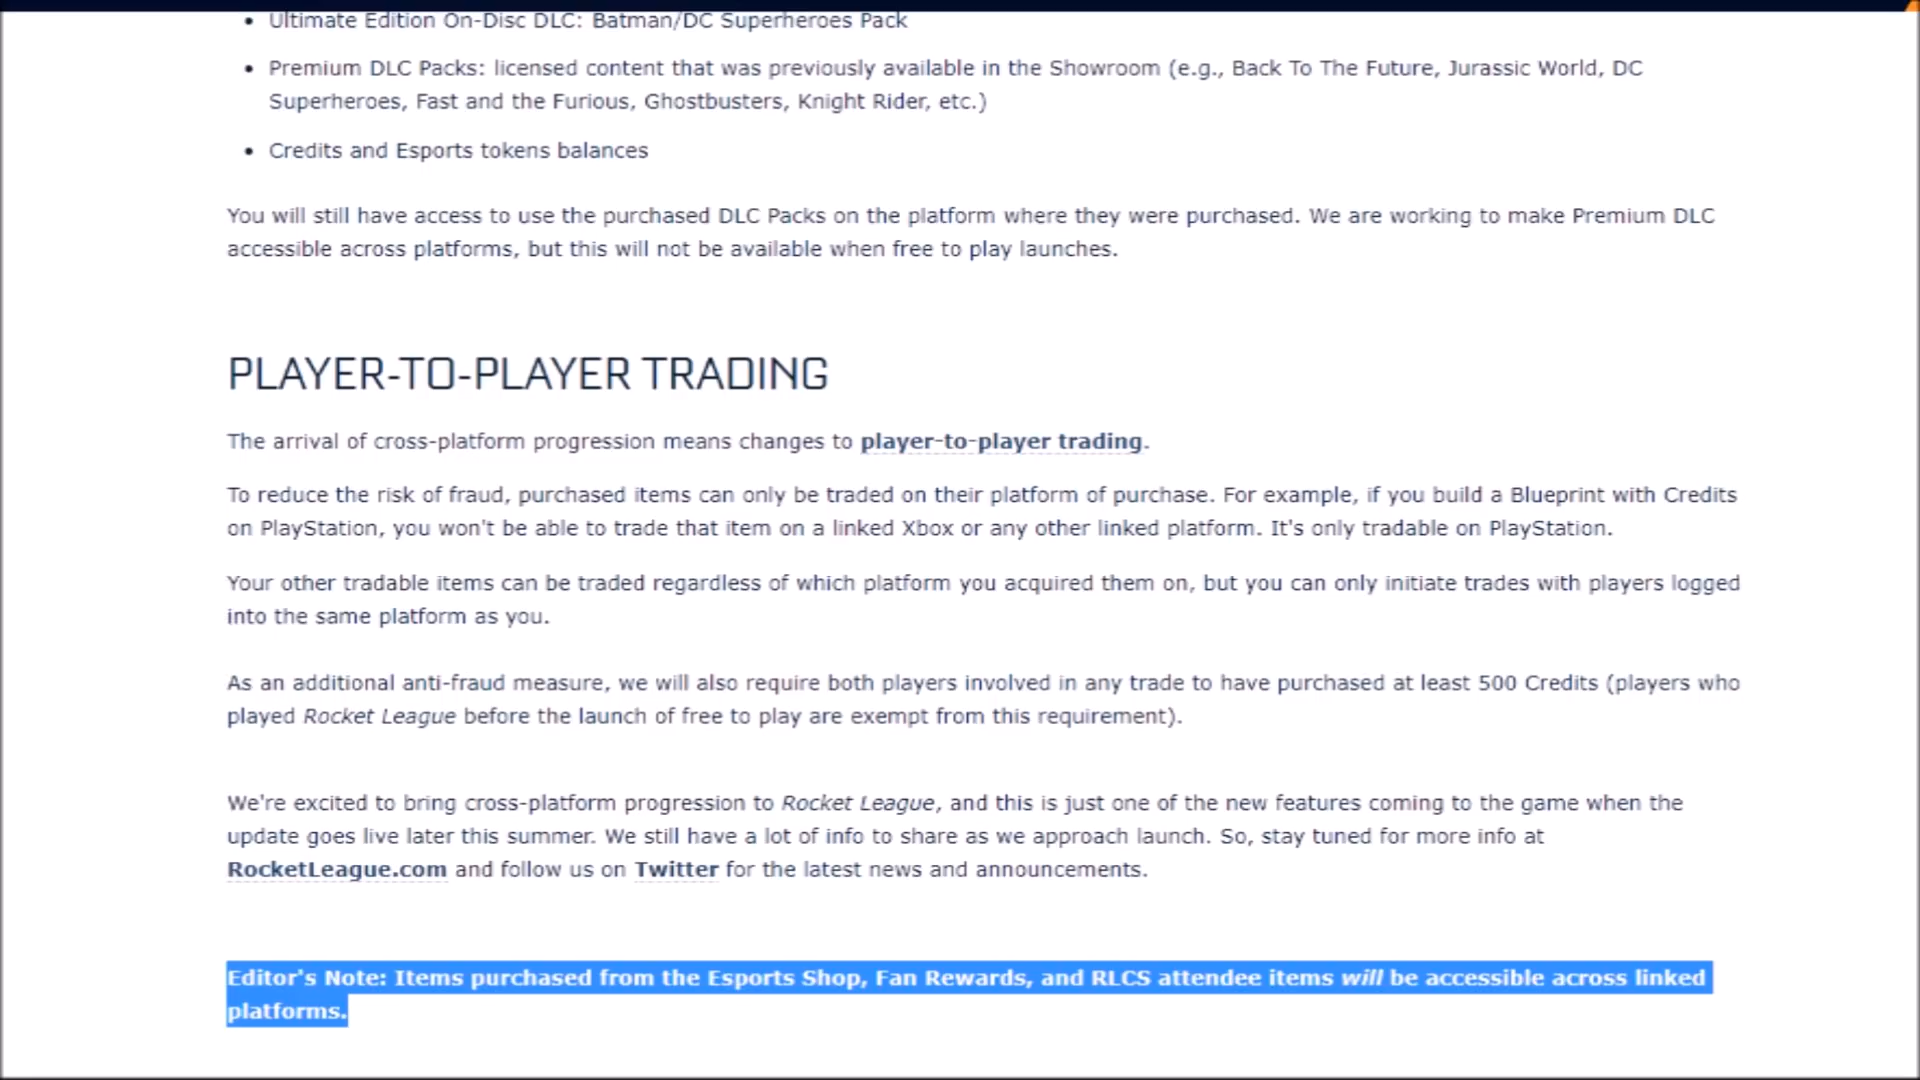 • Ultimate Edition On-Disc DLC: Batman/DC Superheroes Pack
• Premium DLC Packs: licensed content that was previously available in the Showroom (e.g., Back To The Future, Jurassic World, DC
Superheroes, Fast and the Furious, Ghostbusters, Knight Rider, etc.)
• Credits and Esports tokens balances
You will still have access to use the purchased DLC Packs on the platform where they were purchased. We are working to make Premium DLC
accessible across platforms, but this will not be available when free to play launches.
PLAYER-TO-PLAYER TRADING
The arrival of cross-platform progression means changes to player-to-player trading.
To reduce the risk of fraud, purchased items can only be traded on their platform of purchase. For example, if you build a Blueprint with Credits
on PlayStation, you won't be able to trade that item on a linked Xbox or any other linked platform. It's only tradable on PlayStation.
Your other tradable items can be traded regardless of which platform you acquired them on, but you can only initiate trades with players logged
into the same platform as you.
As an additional anti-fraud measure, we will also require both players involved in any trade to have purchased at least 500 Credits (players who
played Rocket League before the launch of free to play are exempt from this requirement).
We're excited to bring cross-platform progression to Rocket League, and this is just one of the new features coming to the game when the
update goes live later this summer. We still have a lot of info to share as we approach launch. So, stay tuned for more info at
RocketLeague.com and follow us on Twitter for the latest news and announcements.
Editor's Note: Items purchased from the Esports Shop, Fan Rewards, and RLCS attendee items will be accessible across linked
platforms.